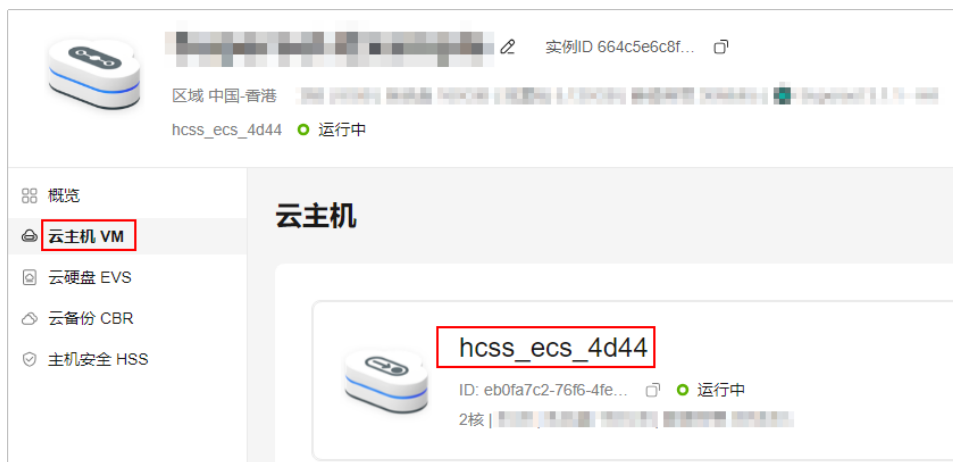 实例ID 664c5e6c8f...
区域 中国-香港
hcss_ecs_4d44 运行中
概览
云主机 VM
云硬盘 EVS
云备份 CBR
主机安全 HSS
云主机
hcss_ecs_4d44
ID: eb0fa7c2-76f6-4fe... 运行中
2核 |